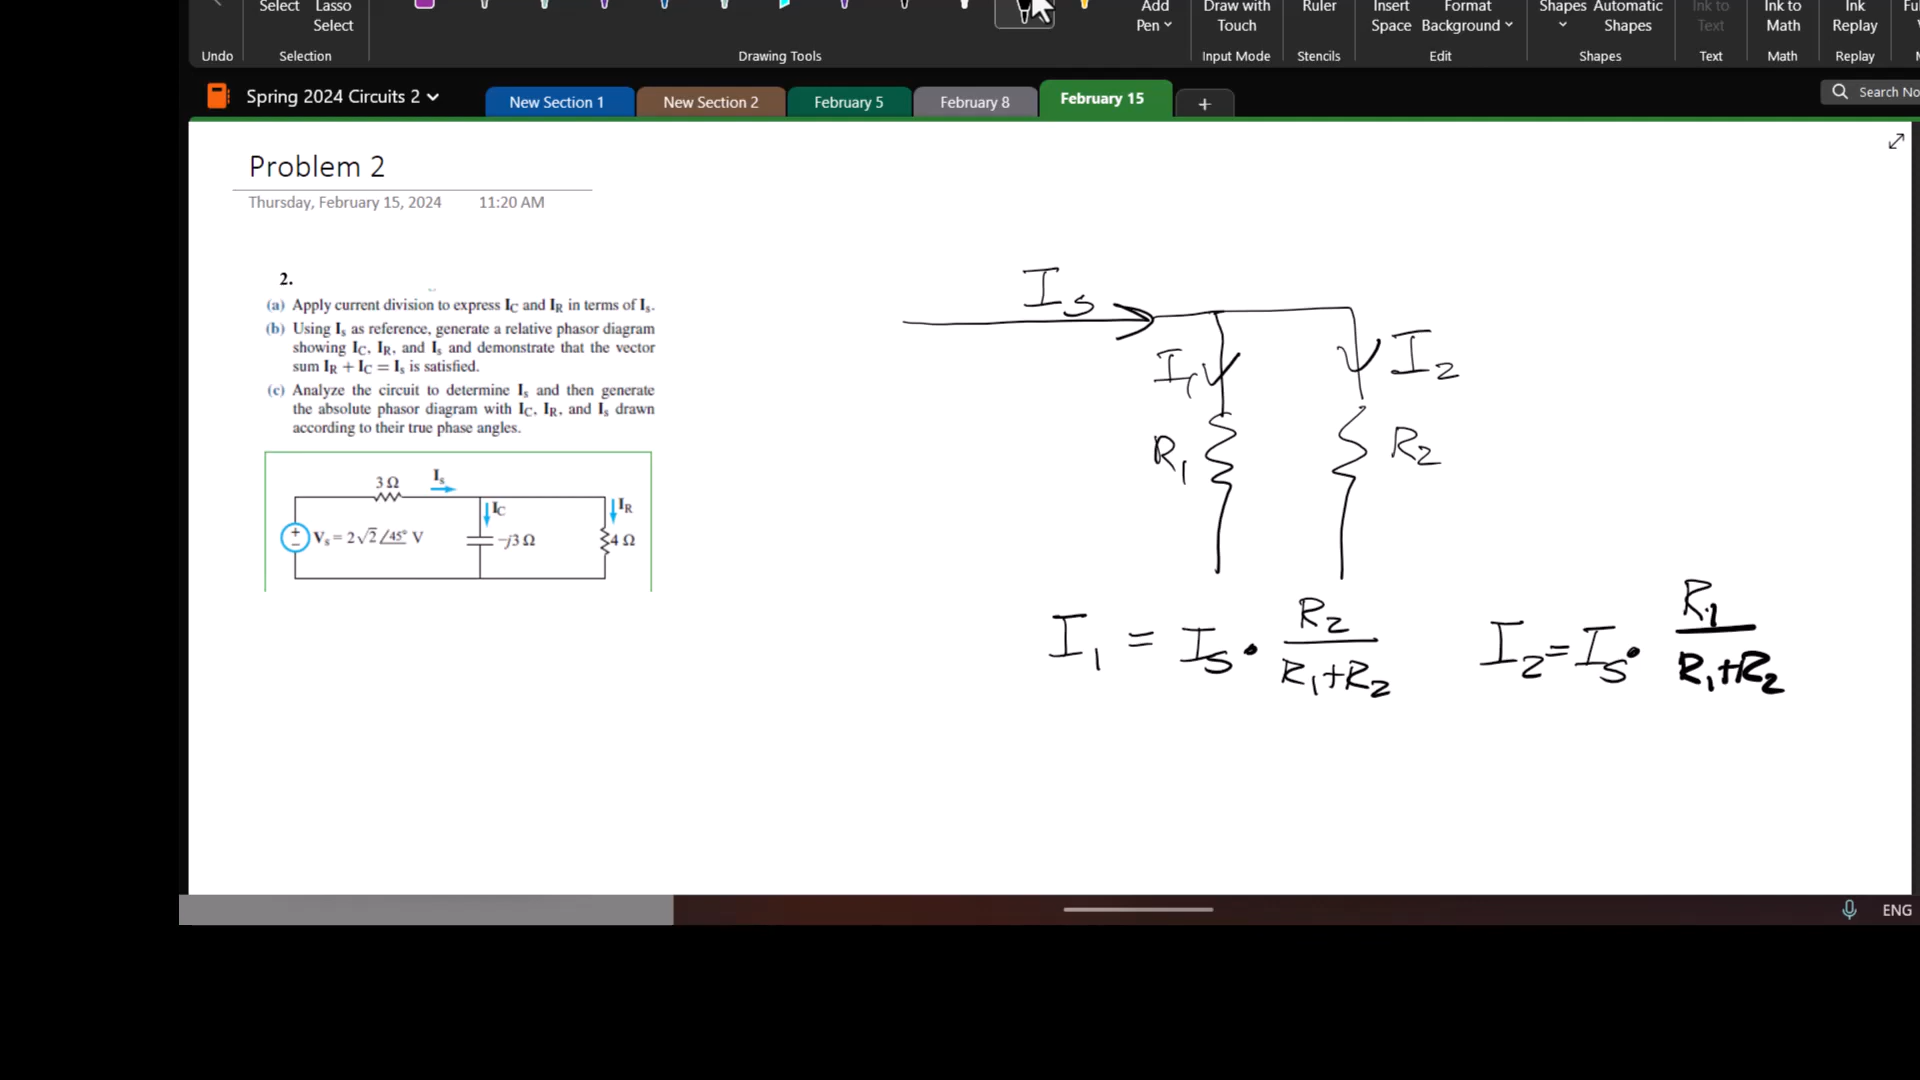 Select Lasso Select
Add Pen
Draw with Touch
Ruler
Insert Space
Format Background
Shapes
Automatic Shapes
Ink to Text
Ink to Math
Ink Replay
Undo
Selection
Drawing Tools
Input Mode
Stencils
Edit
Shapes
Text
Math
Replay
Spring 2024 Circuits 2
New Section 1
New Section 2
February 5
February 8
February 15
+
Search No
Problem 2
Thursday, February 15, 2024 11:20 AM
2.
(a) Apply current division to express I_C and I_R in terms of I_s.
(b) Using I_s as reference, generate a relative phasor diagram
showing I_C, I_R, and I_s and demonstrate that the vector
sum I_R + I_C = I_s is satisfied.
(c) Analyze the circuit to determine I_s and then generate
the absolute phasor diagram with I_C, I_R, and I_s drawn
according to their true phase angles.
3 Ω
I_s
I_C
I_R
+
−
V_s = 2√2 ∠45° V
−j3 Ω
4 Ω
I_S
I_1
I_2
R_1
R_2
I_1 = I_S • R_2 / (R_1+R_2)
I_2 = I_S • R_1 / (R_1+R_2)
ENG